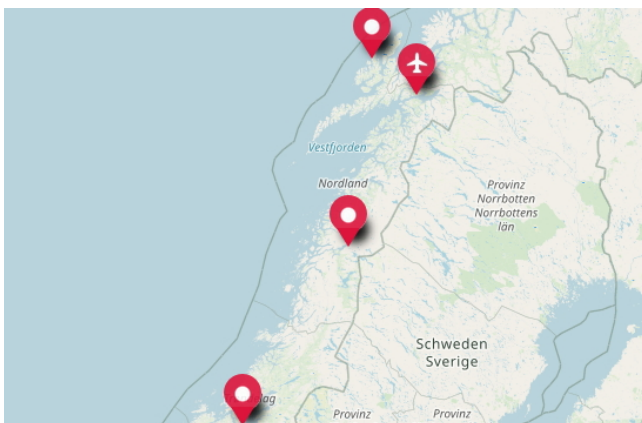 Vestfjorden
Nordland
Provinz
Norrbotten
Norrbottens
län
Schweden
Sverige
Provinz
Provinz